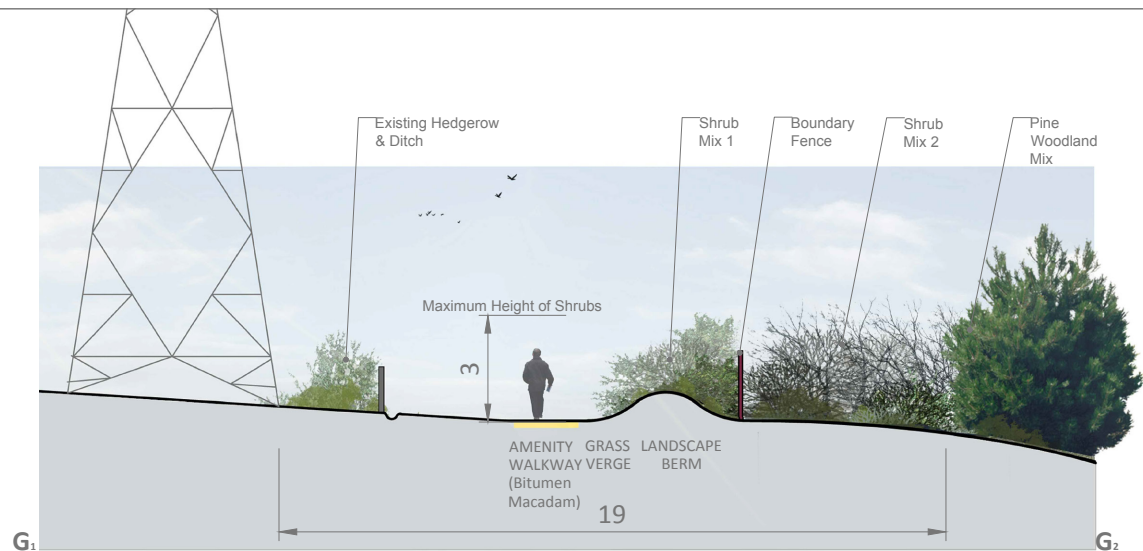 Existing Hedgerow
& Ditch
Shrub
Mix 1
Boundary
Fence
Shrub
Mix 2
Pine
Woodland
Mix
Maximum Height of Shrubs
3
AMENITY
WALKWAY
(Bitumen
Macadam)
GRASS
VERGE
LANDSCAPE
BERM
19
G1
G2